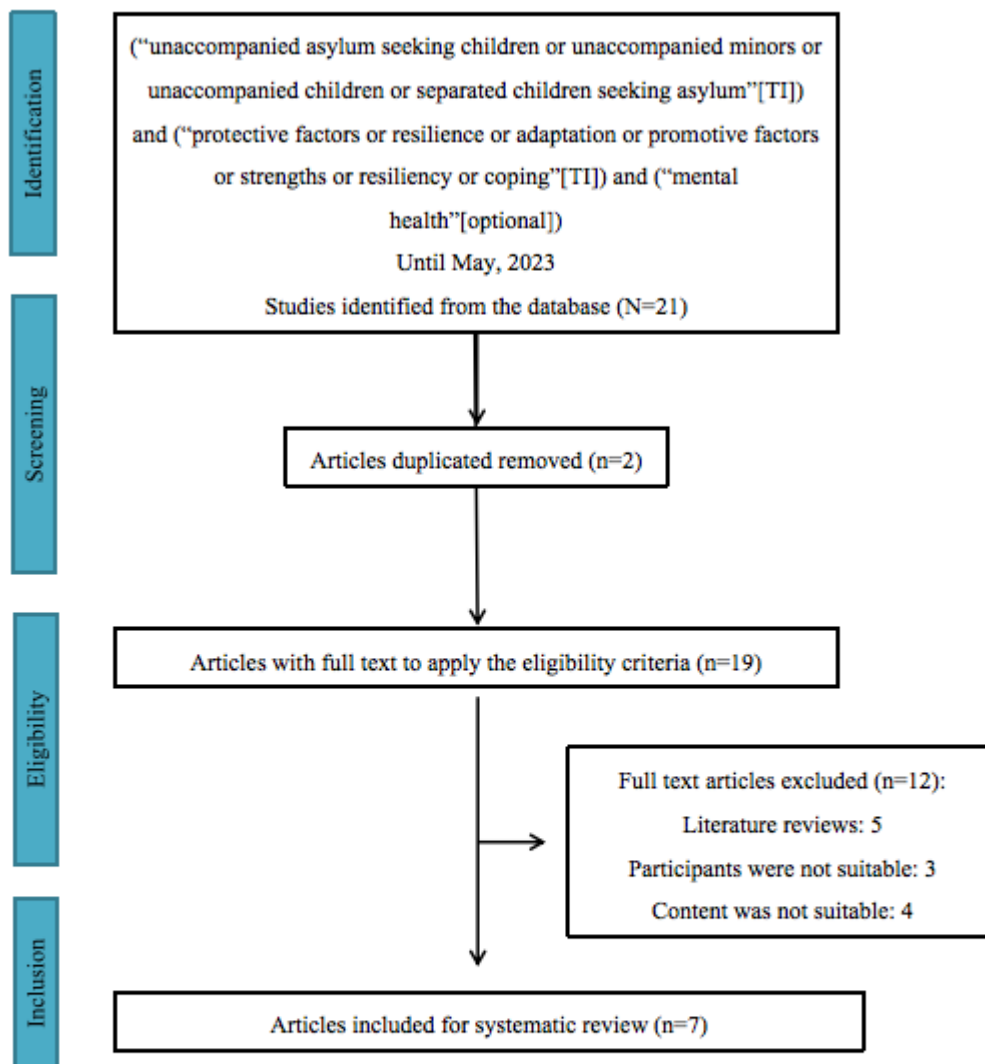 Identification
(“unaccompanied asylum seeking children or unaccompanied minors or
unaccompanied children or separated children seeking asylum”[TI])
and (“protective factors or resilience or adaptation or promotive factors
or strengths or resiliency or coping”[TI]) and (“mental
health”[optional])
Until May, 2023
Studies identified from the database (N=21)
Screening
Articles duplicated removed (n=2)
Eligibility
Articles with full text to apply the eligibility criteria (n=19)
Full text articles excluded (n=12):
Literature reviews: 5
Participants were not suitable: 3
Content was not suitable: 4
Inclusion
Articles included for systematic review (n=7)